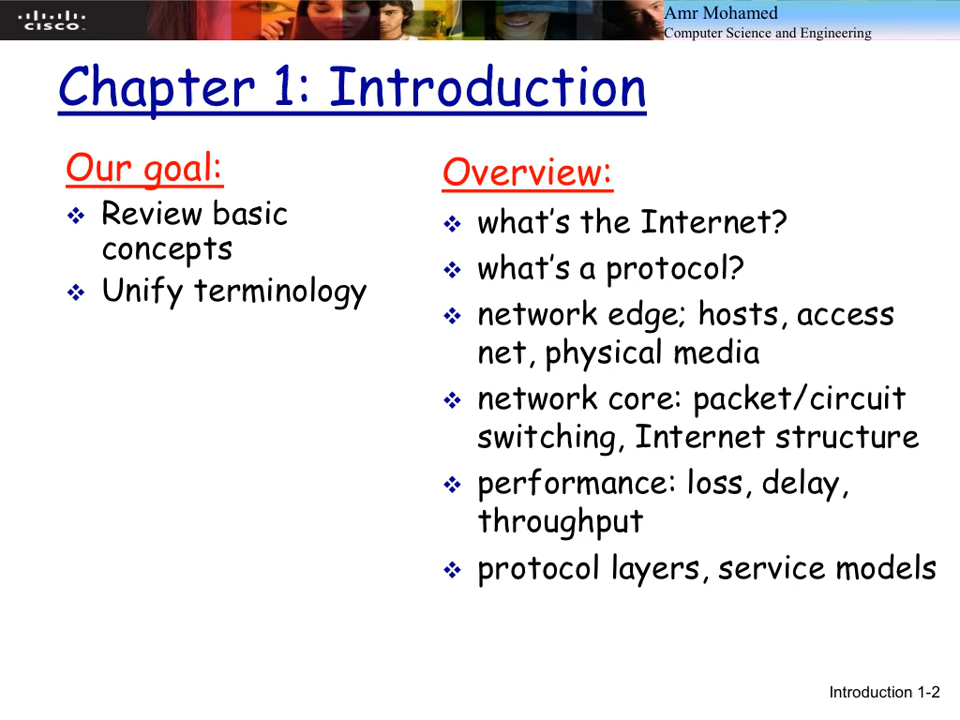 CISCO
Amr Mohamed
Computer Science and Engineering
Chapter 1: Introduction
Our goal:
Review basic
concepts
Unify terminology
Overview:
what’s the Internet?
what’s a protocol?
network edge; hosts, access
net, physical media
network core: packet/circuit
switching, Internet structure
performance: loss, delay,
throughput
protocol layers, service models
Introduction 1-2